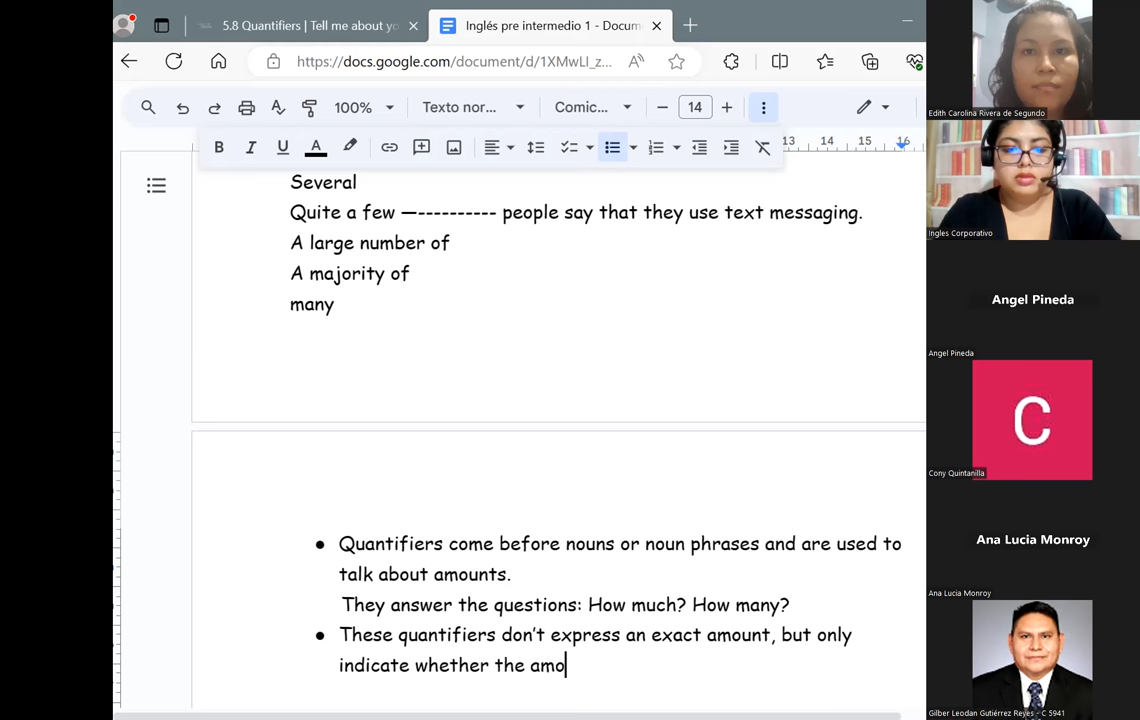 5.8 Quantifiers | Tell me about yo
Inglés pre intermedio 1 - Docum
https://docs.google.com/document/d/1XMwLI_z...
100%
Texto nor...
Comic...
14
B I U A
13 14 15 16
Several
Quite a few —---------- people say that they use text messaging.
A large number of
A majority of
many
● Quantifiers come before nouns or noun phrases and are used to
talk about amounts.
They answer the questions: How much? How many?
● These quantifiers don't express an exact amount, but only
indicate whether the amo
Edith Carolina Rivera de Segundo
Ingles Corporativo
Angel Pineda
Angel Pineda
C
Cony Quintanilla
Ana Lucia Monroy
Ana Lucia Monroy
Gilber Leodan Gutiérrez Reyes - C 5941